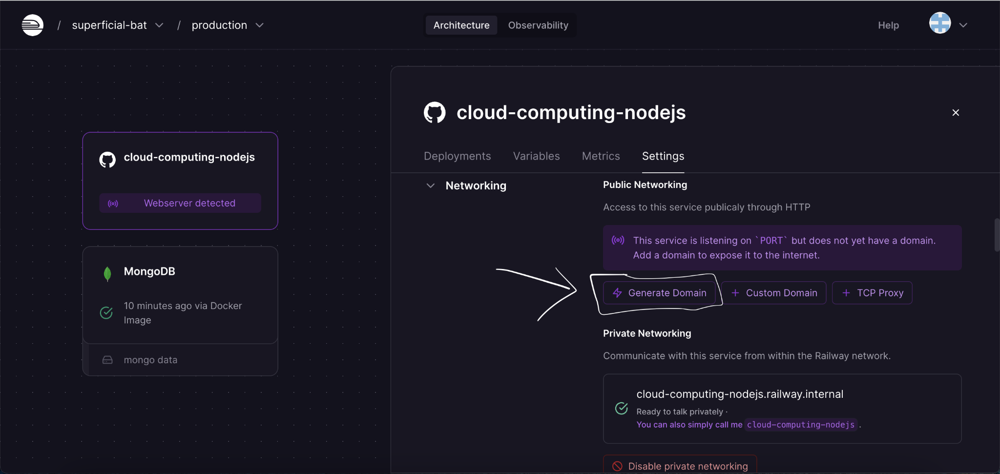 / superficial-bat / production
Architecture Observability
Help
cloud-computing-nodejs
Webserver detected
MongoDB
10 minutes ago via Docker
Image
mongo data
cloud-computing-nodejs
Deployments Variables Metrics Settings
Networking
Public Networking
Access to this service publicaly through HTTP
This service is listening on `PORT` but does not yet have a domain.
Add a domain to expose it to the internet.
Generate Domain
+ Custom Domain
+ TCP Proxy
Private Networking
Communicate with this service from within the Railway network.
cloud-computing-nodejs.railway.internal
Ready to talk privately ·
You can also simply call me cloud-computing-nodejs .
Disable private networking